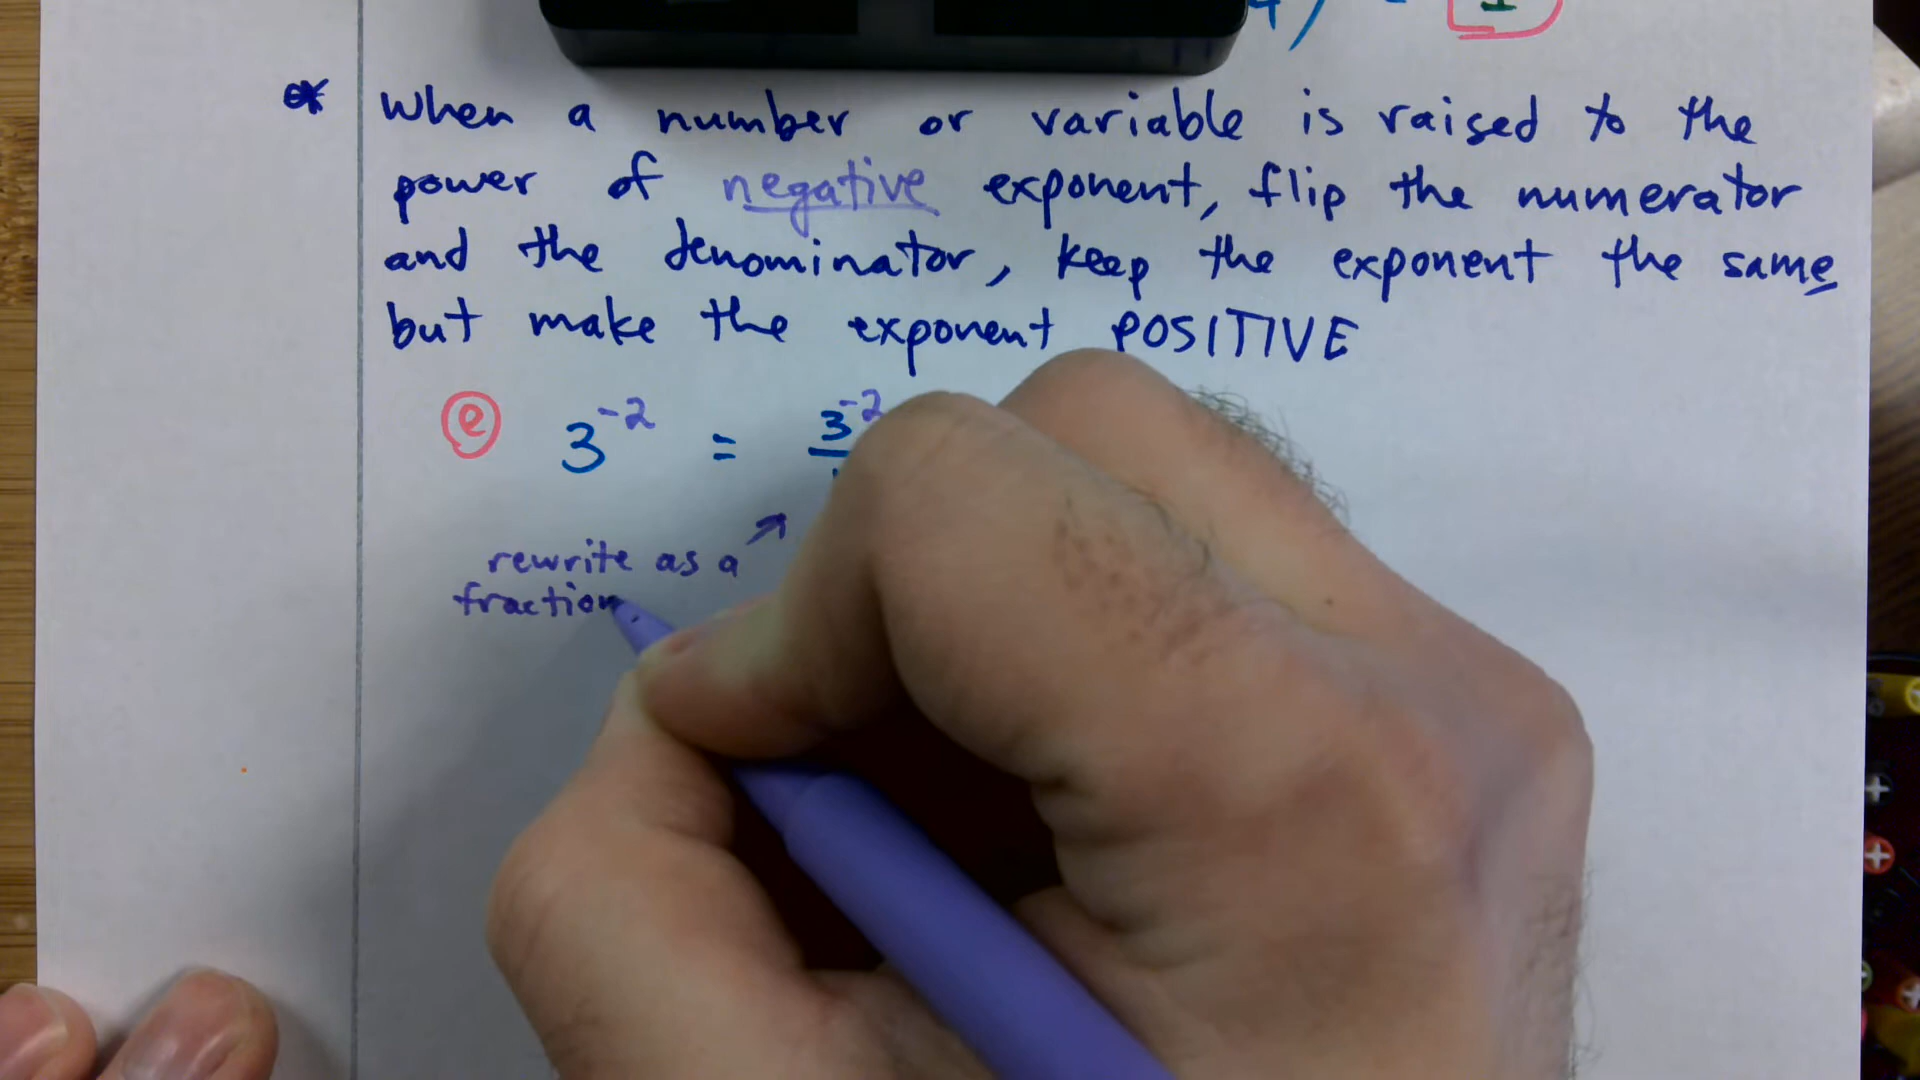 * when a number or variable is raised to the
power of negative exponent, flip the numerator
and the denominator, keep the exponent the same
but make the exponent POSITIVE
ⓔ 3⁻² = 3⁻²
rewrite as a ↗
fraction